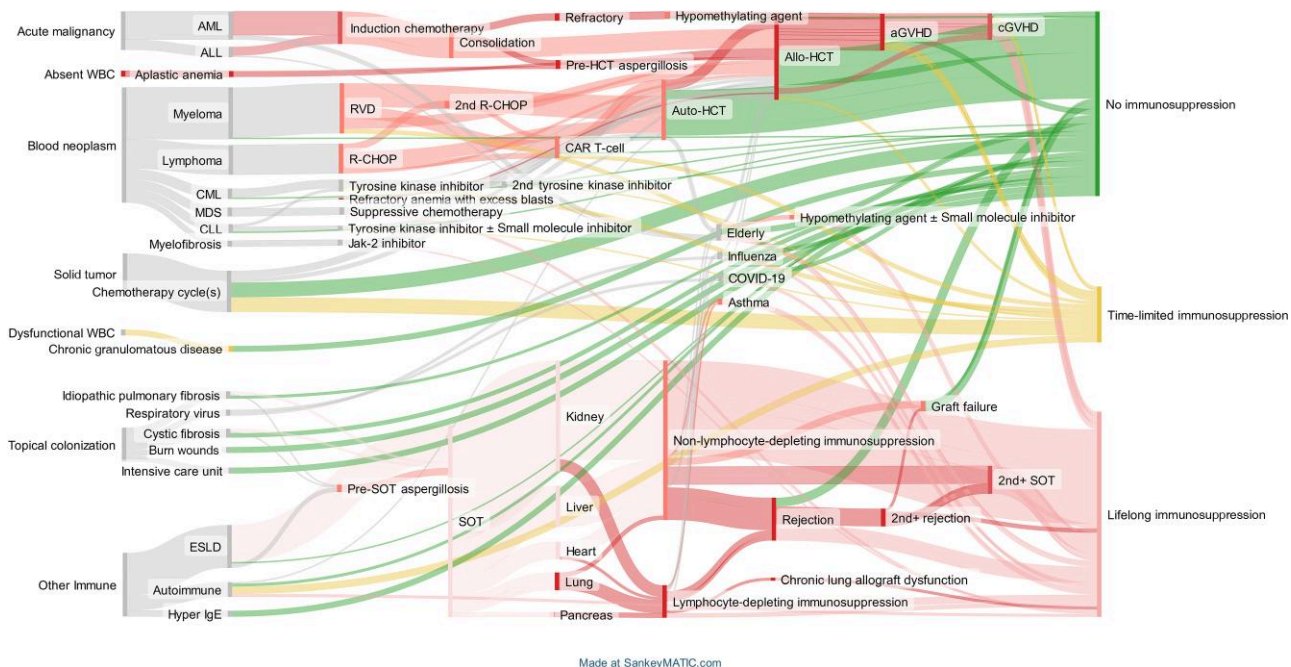 Acute malignancy
AML
ALL
Induction chemotherapy
Consolidation
Refractory
Hypomethylating agent
Pre-HCT aspergillosis
Allo-HCT
aGVHD
cGVHD
No immunosuppression
Absent WBC
Aplastic anemia
Blood neoplasm
Myeloma
RVD
2nd R-CHOP
Auto-HCT
Lymphoma
R-CHOP
CAR T-cell
CML
Tyrosine kinase inhibitor
2nd tyrosine kinase inhibitor
Refractory anemia with excess blasts
MDS
Suppressive chemotherapy
CLL
Tyrosine kinase inhibitor ± Small molecule inhibitor
Myelofibrosis
Jak-2 inhibitor
Hypomethylating agent ± Small molecule inhibitor
Elderly
Influenza
COVID-19
Asthma
Solid tumor
Chemotherapy cycle(s)
Time-limited immunosuppression
Dysfunctional WBC
Chronic granulomatous disease
Idiopathic pulmonary fibrosis
Respiratory virus
Topical colonization
Cystic fibrosis
Burn wounds
Intensive care unit
Pre-SOT aspergillosis
Kidney
Non-lymphocyte-depleting immunosuppression
Graft failure
2nd+ SOT
SOT
Liver
Rejection
2nd+ rejection
Lifelong immunosuppression
ESLD
Heart
Other Immune
Autoimmune
Lung
Chronic lung allograft dysfunction
Lymphocyte-depleting immunosuppression
Hyper IgE
Pancreas
Made at SankeyMATIC.com